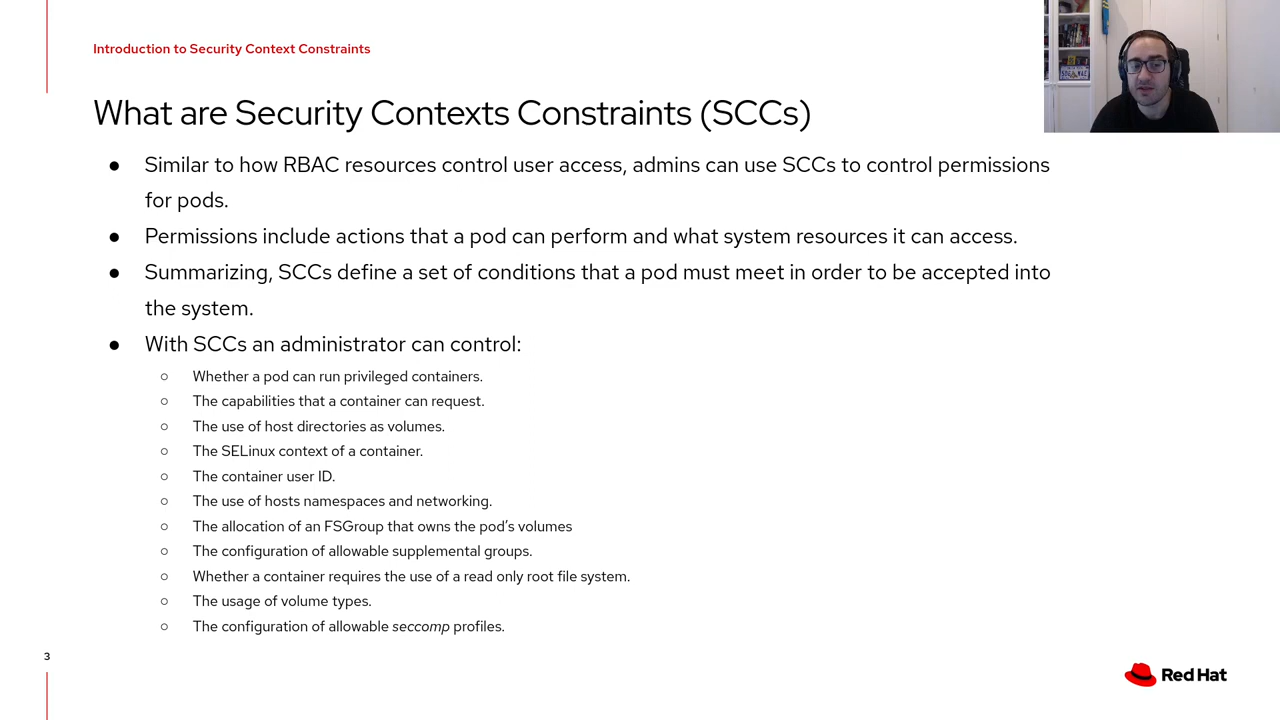 Introduction to Security Context Constraints
What are Security Contexts Constraints (SCCs)
● Similar to how RBAC resources control user access, admins can use SCCs to control permissions
for pods.
● Permissions include actions that a pod can perform and what system resources it can access.
● Summarizing, SCCs define a set of conditions that a pod must meet in order to be accepted into
the system.
● With SCCs an administrator can control:
○ Whether a pod can run privileged containers.
○ The capabilities that a container can request.
○ The use of host directories as volumes.
○ The SELinux context of a container.
○ The container user ID.
○ The use of hosts namespaces and networking.
○ The allocation of an FSGroup that owns the pod’s volumes
○ The configuration of allowable supplemental groups.
○ Whether a container requires the use of a read only root file system.
○ The usage of volume types.
○ The configuration of allowable seccomp profiles.
3
Red Hat